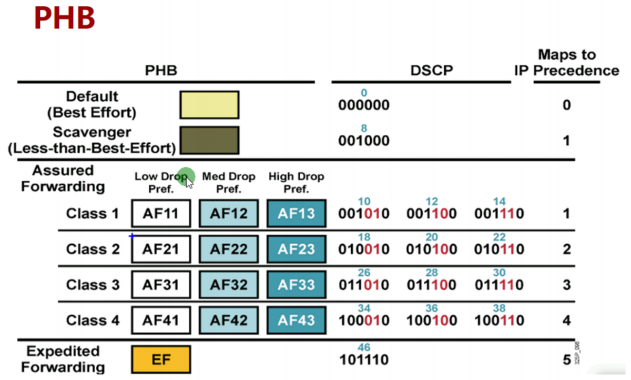 PHB
PHB DSCP Maps to
IP Precedence
Default
(Best Effort)
0
000000 0
Scavenger
(Less-than-Best-Effort)
8
001000 1
Assured
Forwarding
Low Drop
Pref.
Med Drop
Pref.
High Drop
Pref.
10 12 14
Class 1 AF11 AF12 AF13 001010 001100 001110 1
18 20 22
Class 2 AF21 AF22 AF23 010010 010100 010110 2
26 28 30
Class 3 AF31 AF32 AF33 011010 011100 011110 3
34 36 38
Class 4 AF41 AF42 AF43 100010 100100 100110 4
Expedited
Forwarding
EF
46
101110 5